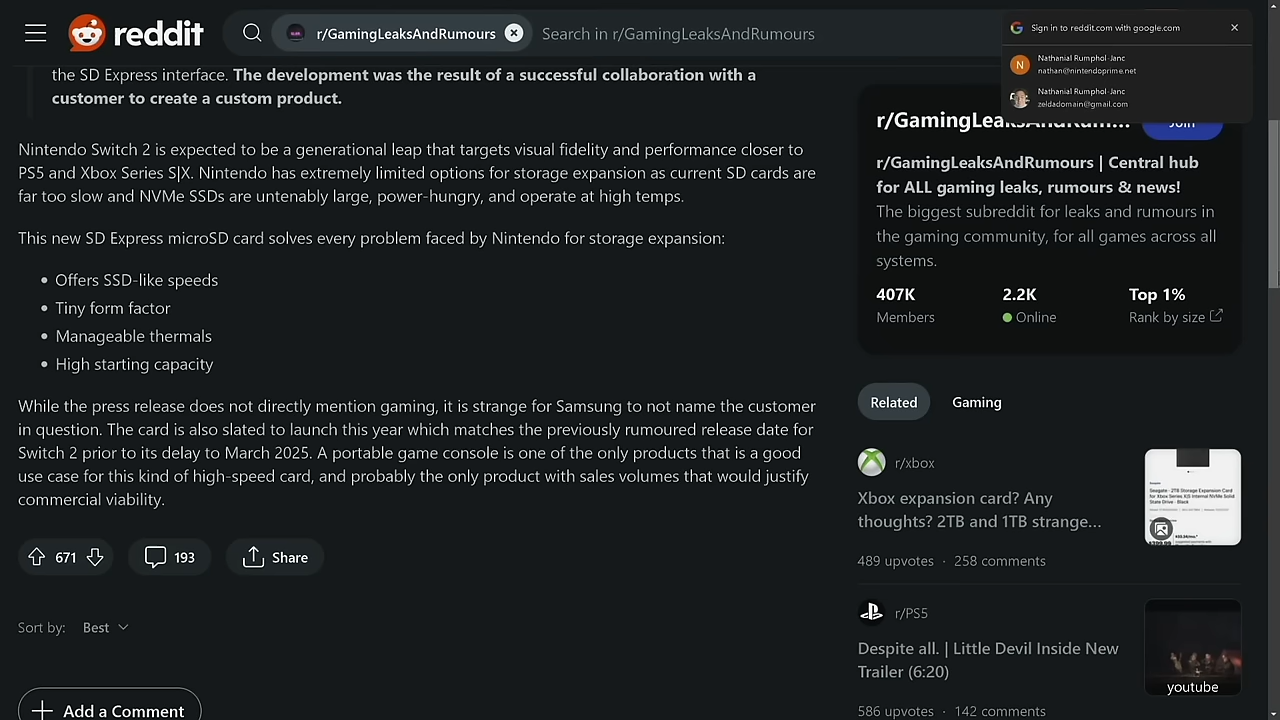 reddit
r/GamingLeaksAndRumours
Search in r/GamingLeaksAndRumours
Sign in to reddit.com with google.com
N
Nathanial Rumphol-Janc
nathan@nintendoprime.net
Nathanial Rumphol-Janc
zeldadomain@gmail.com
the SD Express interface. The development was the result of a successful collaboration with a
customer to create a custom product.
Nintendo Switch 2 is expected to be a generational leap that targets visual fidelity and performance closer to
PS5 and Xbox Series S|X. Nintendo has extremely limited options for storage expansion as current SD cards are
far too slow and NVMe SSDs are untenably large, power-hungry, and operate at high temps.
This new SD Express microSD card solves every problem faced by Nintendo for storage expansion:
• Offers SSD-like speeds
• Tiny form factor
• Manageable thermals
• High starting capacity
While the press release does not directly mention gaming, it is strange for Samsung to not name the customer
in question. The card is also slated to launch this year which matches the previously rumoured release date for
Switch 2 prior to its delay to March 2025. A portable game console is one of the only products that is a good
use case for this kind of high-speed card, and probably the only product with sales volumes that would justify
commercial viability.
671
193
Share
Sort by: Best
Add a Comment
r/GamingLeaksAndRum...
Join
r/GamingLeaksAndRumours | Central hub
for ALL gaming leaks, rumours & news!
The biggest subreddit for leaks and rumours in
the gaming community, for all games across all
systems.
407K
Members
2.2K
Online
Top 1%
Rank by size
Related
Gaming
r/xbox
Xbox expansion card? Any
thoughts? 2TB and 1TB strange...
489 upvotes · 258 comments
Seagate - 2TB Storage Expansion Card
for Xbox Series X|S Internal NVMe Solid
State Drive - Black
r/PS5
Despite all. | Little Devil Inside New
Trailer (6:20)
youtube
586 upvotes · 142 comments